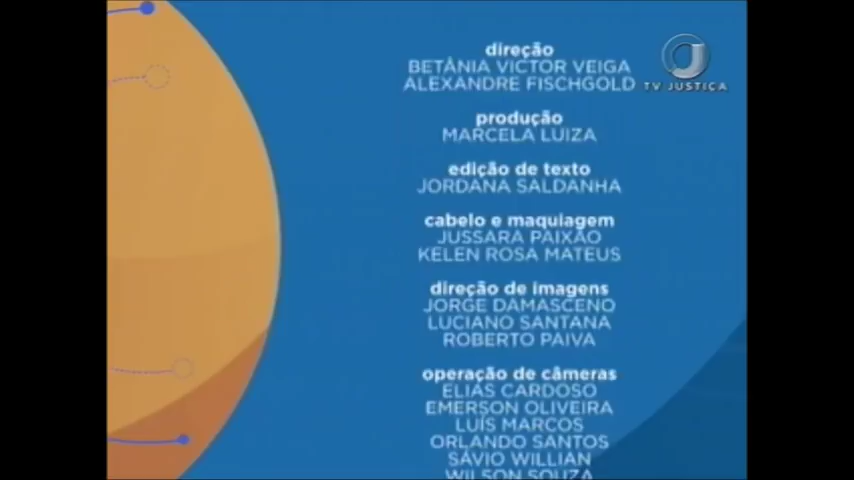 direção
BETÂNIA VICTOR VEIGA
ALEXANDRE FISCHGOLD
TV JUSTIÇA
produção
MARCELA LUIZA
edição de texto
JORDANA SALDANHA
cabelo e maquiagem
JUSSARA PAIXÃO
KELEN ROSA MATEUS
direção de imagens
JORGE DAMASCENO
LUCIANO SANTANA
ROBERTO PAIVA
operação de câmeras
ELIAS CARDOSO
EMERSON OLIVEIRA
LUÍS MARCOS
ORLANDO SANTOS
SÁVIO WILLIAN
WILSON SOUZA